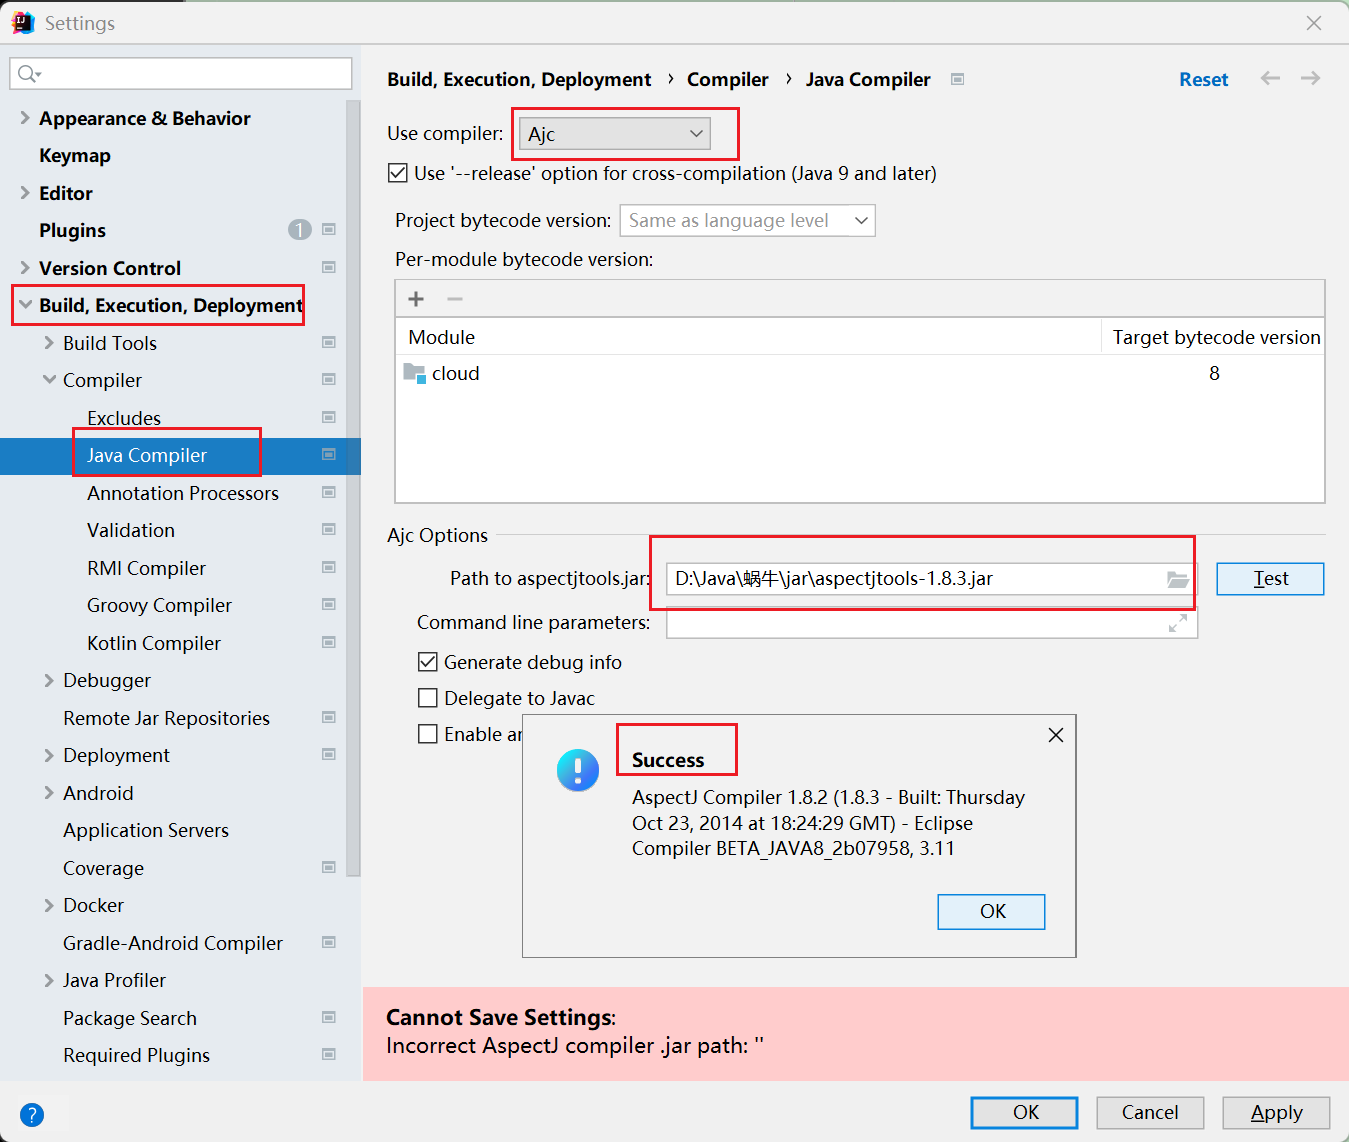 Settings
Appearance & Behavior
Keymap
Editor
Plugins 1
Version Control
Build, Execution, Deployment
Build Tools
Compiler
Excludes
Java Compiler
Annotation Processors
Validation
RMI Compiler
Groovy Compiler
Kotlin Compiler
Debugger
Remote Jar Repositories
Deployment
Android
Application Servers
Coverage
Docker
Gradle-Android Compiler
Java Profiler
Package Search
Required Plugins
Build, Execution, Deployment › Compiler › Java Compiler
Reset
Use compiler: Ajc
Use '--release' option for cross-compilation (Java 9 and later)
Project bytecode version: Same as language level
Per-module bytecode version:
Module Target bytecode version
cloud 8
Ajc Options
Path to aspectjtools.jar: D:\Java\蜗牛\jar\aspectjtools-1.8.3.jar Test
Command line parameters:
Generate debug info
Delegate to Javac
Enable
Success
AspectJ Compiler 1.8.2 (1.8.3 - Built: Thursday
Oct 23, 2014 at 18:24:29 GMT) - Eclipse
Compiler BETA_JAVA8_2b07958, 3.11
OK
Cannot Save Settings:
Incorrect AspectJ compiler .jar path: ''
? OK Cancel Apply